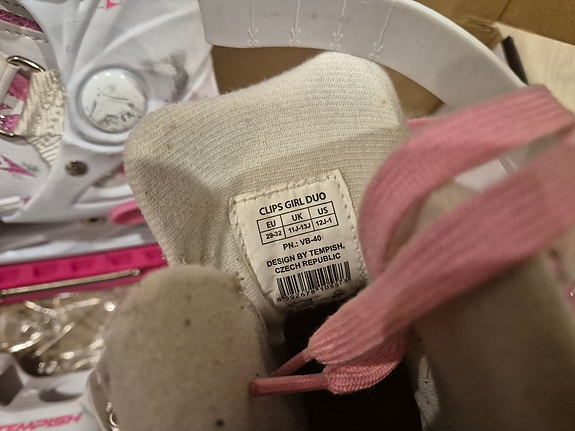 CLIPS GIRL DUO
EU UK US
29-32 11J-13J 12J-1
PN.: VB-40
DESIGN BY TEMPISH,
CZECH REPUBLIC
TEMPISH